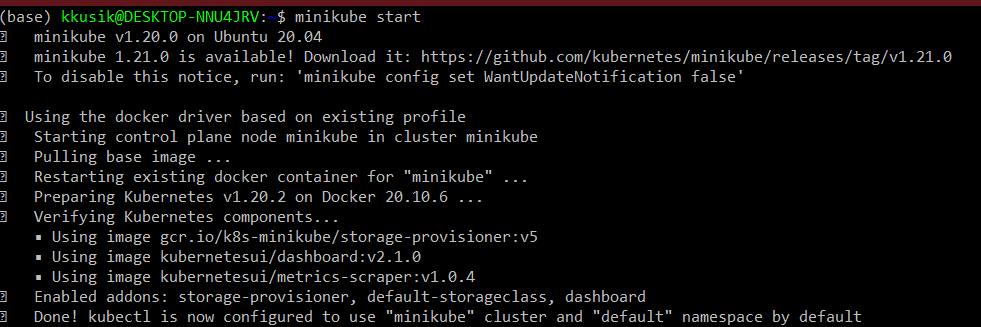 (base) kkusik@DESKTOP-NNU4JRV:~$ minikube start
minikube v1.20.0 on Ubuntu 20.04
minikube 1.21.0 is available! Download it: https://github.com/kubernetes/minikube/releases/tag/v1.21.0
To disable this notice, run: 'minikube config set WantUpdateNotification false'
Using the docker driver based on existing profile
Starting control plane node minikube in cluster minikube
Pulling base image ...
Restarting existing docker container for "minikube" ...
Preparing Kubernetes v1.20.2 on Docker 20.10.6 ...
Verifying Kubernetes components...
▪ Using image gcr.io/k8s-minikube/storage-provisioner:v5
▪ Using image kubernetesui/dashboard:v2.1.0
▪ Using image kubernetesui/metrics-scraper:v1.0.4
Enabled addons: storage-provisioner, default-storageclass, dashboard
Done! kubectl is now configured to use "minikube" cluster and "default" namespace by default